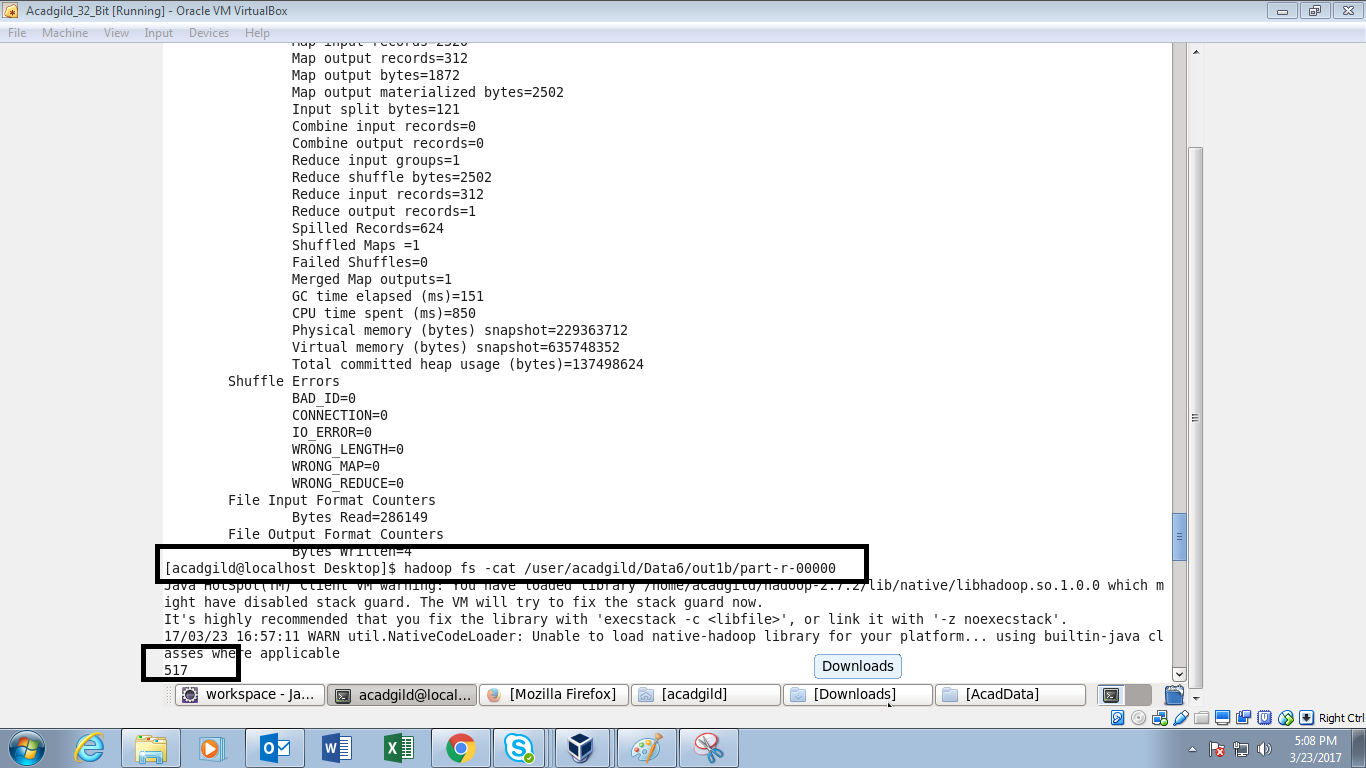 Acadgild_32_Bit [Running] - Oracle VM VirtualBox
File Machine View Input Devices Help
Map output records=312
Map output bytes=1872
Map output materialized bytes=2502
Input split bytes=121
Combine input records=0
Combine output records=0
Reduce input groups=1
Reduce shuffle bytes=2502
Reduce input records=312
Reduce output records=1
Spilled Records=624
Shuffled Maps =1
Failed Shuffles=0
Merged Map outputs=1
GC time elapsed (ms)=151
CPU time spent (ms)=850
Physical memory (bytes) snapshot=229363712
Virtual memory (bytes) snapshot=635748352
Total committed heap usage (bytes)=137498624
Shuffle Errors
BAD_ID=0
CONNECTION=0
IO_ERROR=0
WRONG_LENGTH=0
WRONG_MAP=0
WRONG_REDUCE=0
File Input Format Counters
Bytes Read=286149
File Output Format Counters
Bytes Written=4
[acadgild@localhost Desktop]$ hadoop fs -cat /user/acadgild/Data6/out1b/part-r-00000
Java HotSpot(TM) Client VM warning: You have loaded library /home/acadgild/hadoop-2.7.2/lib/native/libhadoop.so.1.0.0 which m
ight have disabled stack guard. The VM will try to fix the stack guard now.
It's highly recommended that you fix the library with 'execstack -c <libfile>', or link it with '-z noexecstack'.
17/03/23 16:57:11 WARN util.NativeCodeLoader: Unable to load native-hadoop library for your platform... using builtin-java cl
asses where applicable
517
Downloads
workspace - Ja... acadgild@local... [Mozilla Firefox] [acadgild] [Downloads] [AcadData]
Right Ctrl
5:08 PM
3/23/2017